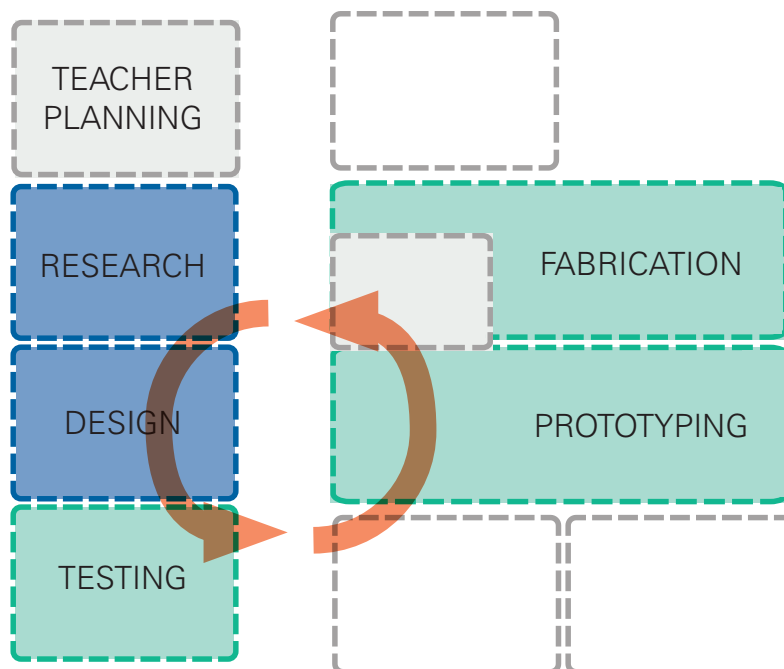 TEACHER
PLANNING
RESEARCH
FABRICATION
DESIGN
PROTOTYPING
TESTING